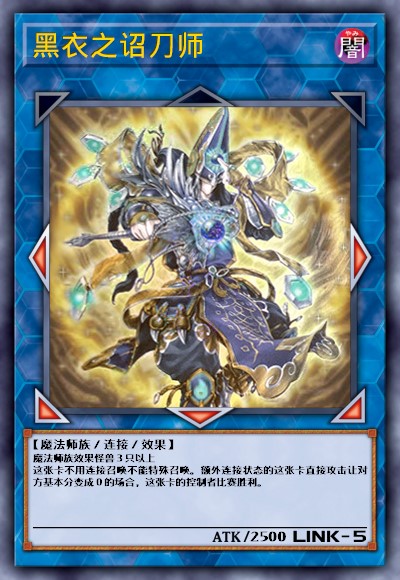 黑衣之诏刀师
やみ
闇
【魔法师族／连接／效果】
魔法师族效果怪兽３只以上
这张卡不用连接召唤不能特殊召唤。额外连接状态的这张卡直接攻击让对
方基本分变成０的场合，这张卡的控制者比赛胜利。
ATK/2500 LINK-5